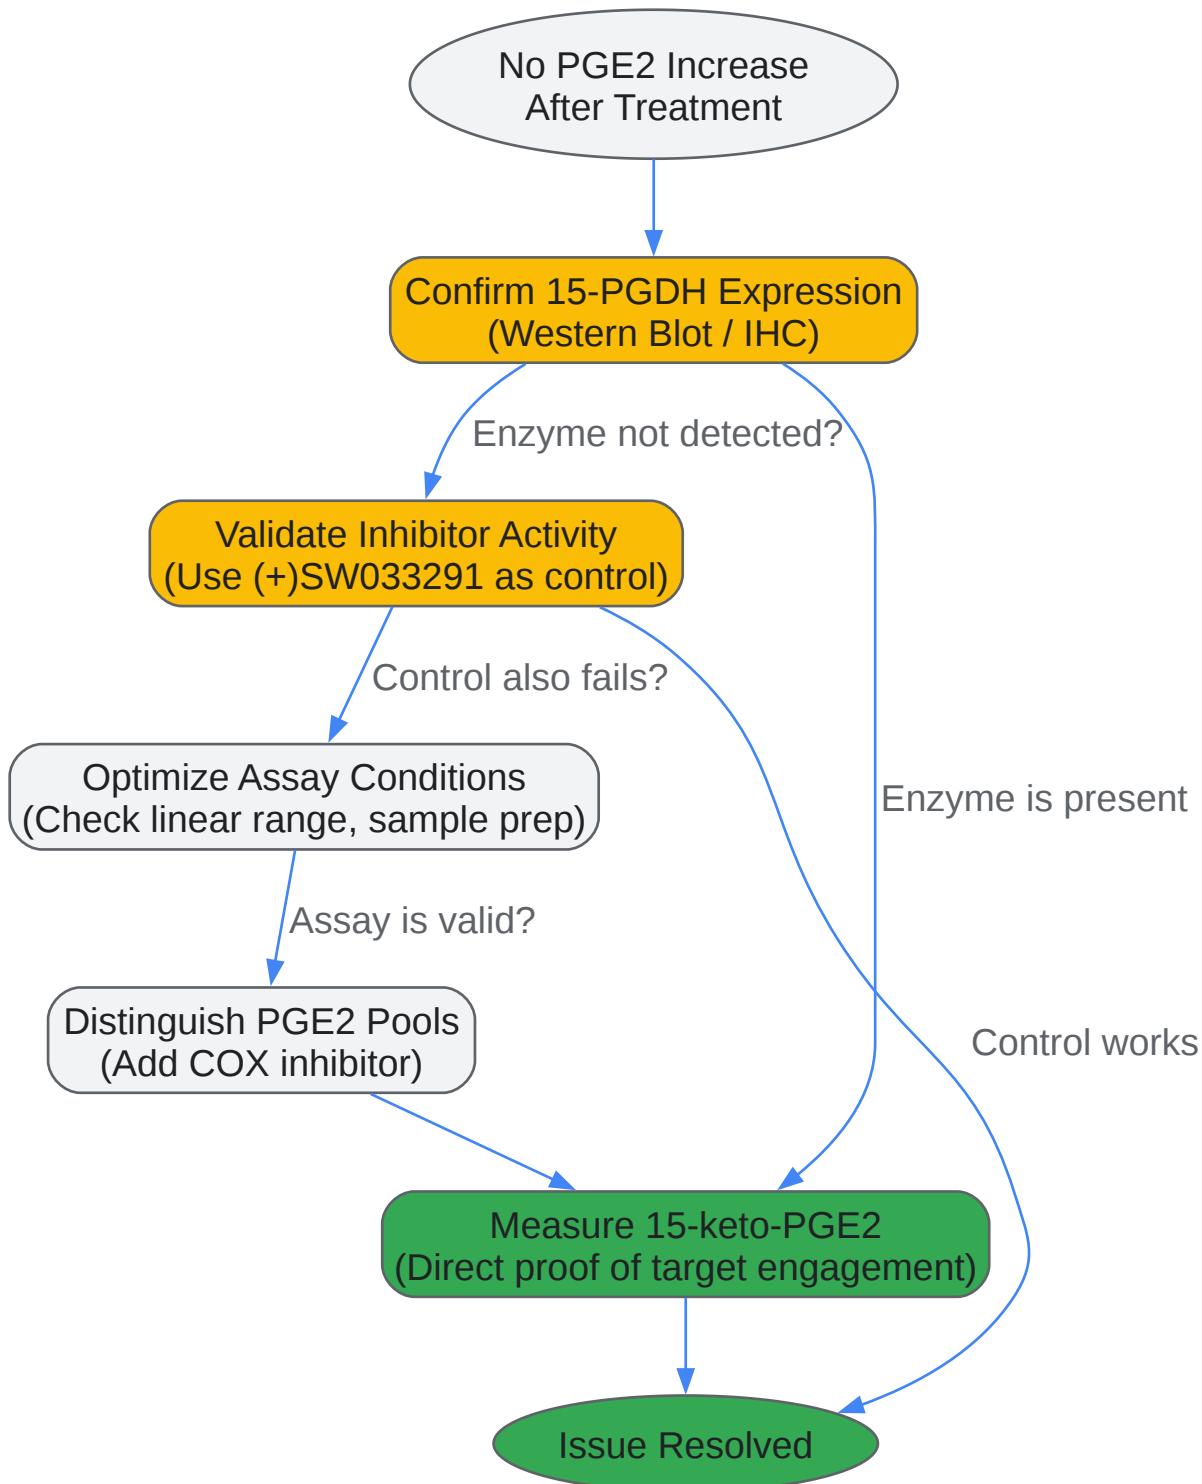 No PGE2 Increase
After Treatment
Confirm 15-PGDH Expression
(Western Blot / IHC)
Enzyme not detected?
Validate Inhibitor Activity
(Use (+)SW033291 as control)
Control also fails?
Optimize Assay Conditions
(Check linear range, sample prep)
Enzyme is present
Assay is valid?
Distinguish PGE2 Pools
(Add COX inhibitor)
Control works
Measure 15-keto-PGE2
(Direct proof of target engagement)
Issue Resolved